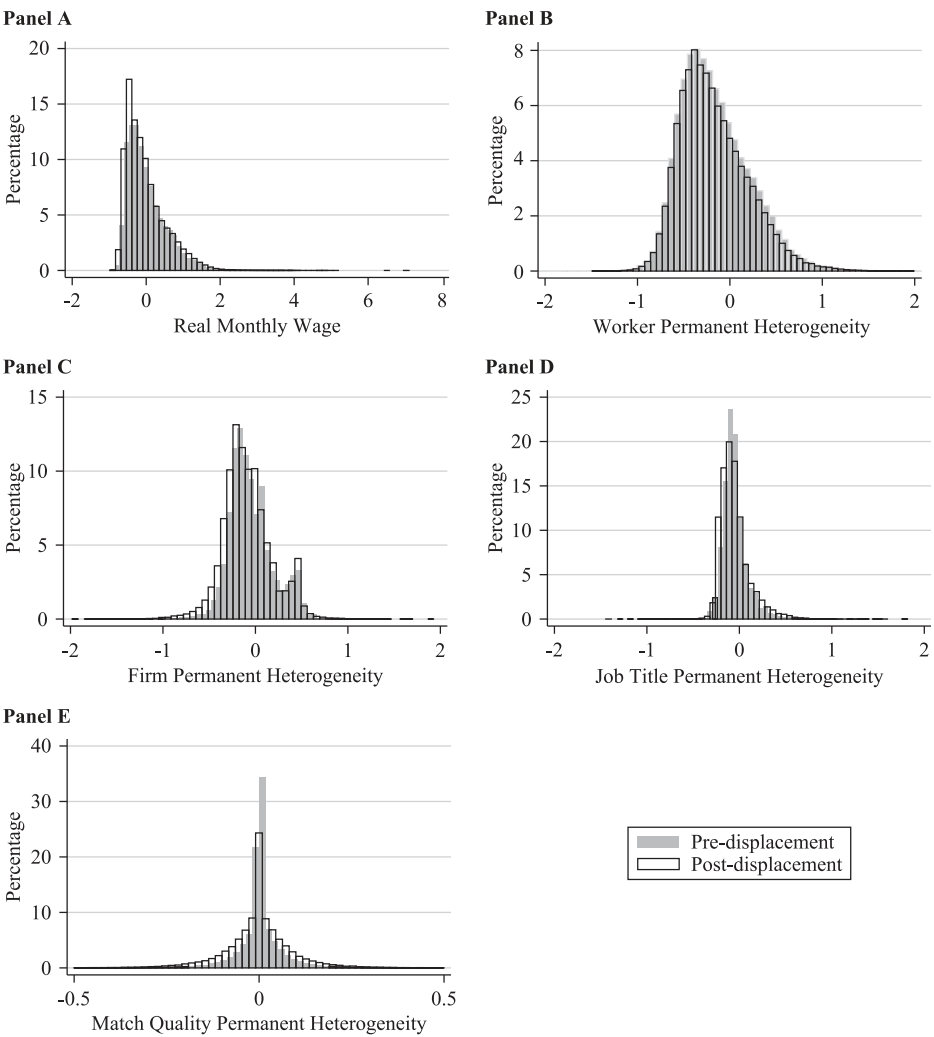 Panel A
20
15
10
5
0
Percentage
-2 0 2 4 6 8
Real Monthly Wage
Panel B
8
6
4
2
0
Percentage
-2 -1 0 1 2
Worker Permanent Heterogeneity
Panel C
15
10
5
0
Percentage
-2 -1 0 1 2
Firm Permanent Heterogeneity
Panel D
25
20
15
10
5
0
Percentage
-2 -1 0 1 2
Job Title Permanent Heterogeneity
Panel E
40
30
20
10
0
Percentage
-0.5 0 0.5
Match Quality Permanent Heterogeneity
Pre-displacement
Post-displacement